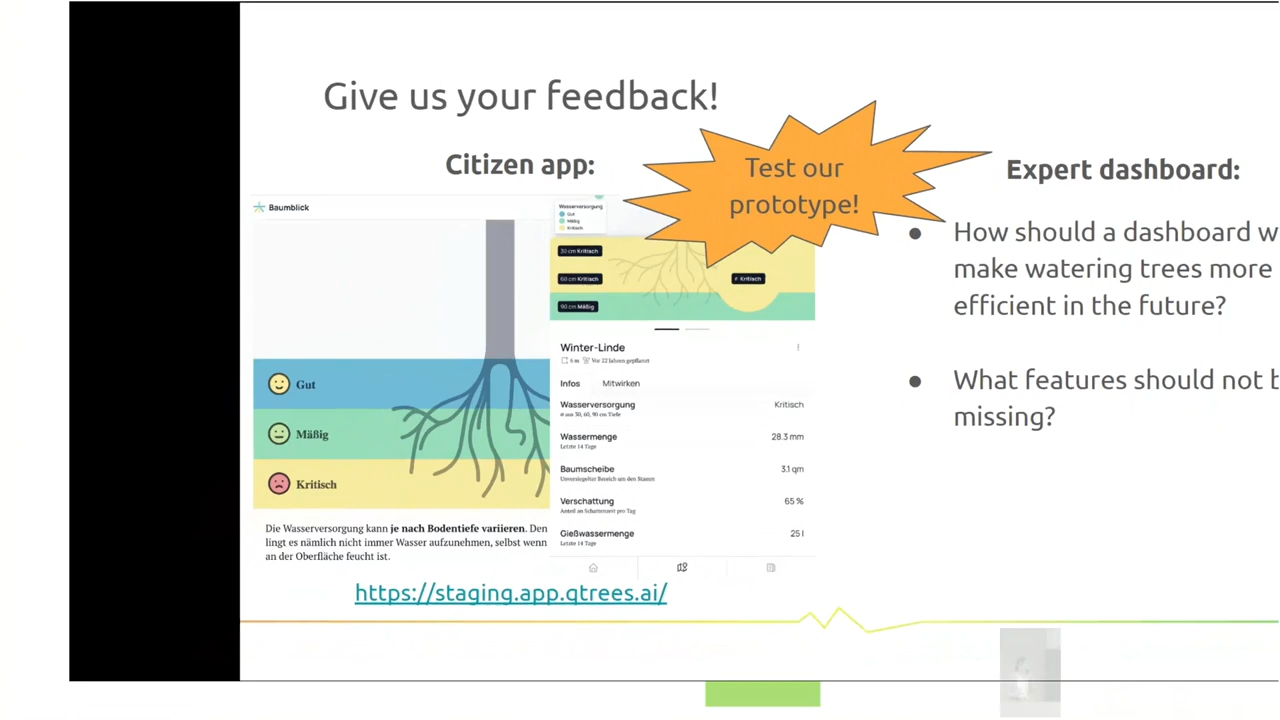 Give us your feedback!
Citizen app:
Test our
prototype!
Expert dashboard:
Baumblick
Gut
Mäßig
Kritisch
Die Wasserversorgung kann je nach Bodentiefe variieren. Den
lingt es nämlich nicht immer Wasser aufzunehmen, selbst wenn
an der Oberfläche feucht ist.
Wasserversorgung
Gut
Mäßig
Kritisch
30 cm Kritisch
60 cm Kritisch
90 cm Mäßig
⌀ Kritisch
Winter-Linde
6 m Vor 22 Jahren gepflanzt
Infos Mitwirken
Wasserversorgung Kritisch
⌀ aus 30, 60, 90 cm Tiefe
Wassermenge 28.3 mm
Letzte 14 Tage
Baumscheibe 3.1 qm
Unversiegelter Bereich um den Stamm
Verschattung 65 %
Anteil an Schattenzeit pro Tag
Gießwassermenge 25 l
Letzte 14 Tage
https://staging.app.qtrees.ai/
• How should a dashboard w
make watering trees more
efficient in the future?
• What features should not b
missing?